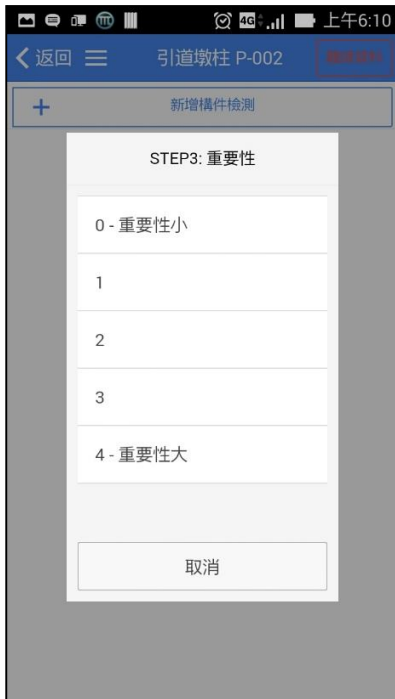 4G 上午6:10
返回 引道墩柱 P-002
+ 新增構件檢測
STEP3: 重要性
0 - 重要性小
1
2
3
4 - 重要性大
取消